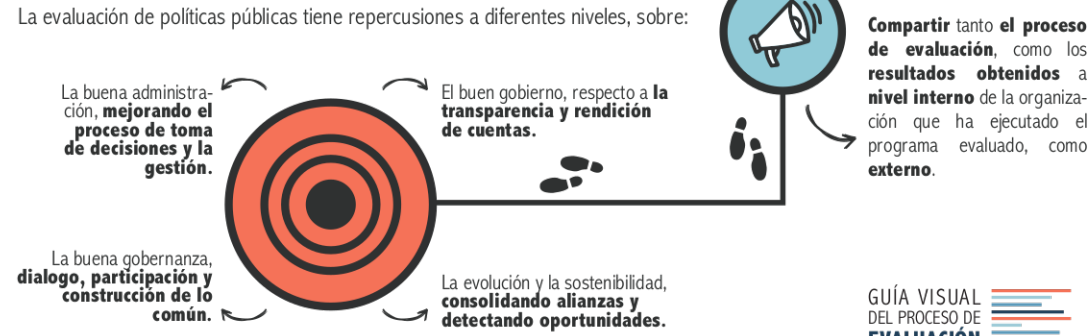 La evaluación de políticas públicas tiene repercusiones a diferentes niveles, sobre:
La buena administra-
ción, mejorando el
proceso de toma
de decisiones y la
gestión.
El buen gobierno, respecto a la
transparencia y rendición
de cuentas.
La buena gobernanza,
dialogo, participación y
construcción de lo
común.
La evolución y la sostenibilidad,
consolidando alianzas y
detectando oportunidades.
Compartir tanto el proceso
de evaluación, como los
resultados obtenidos a
nivel interno de la organiza-
ción que ha ejecutado el
programa evaluado, como
externo.
GUÍA VISUAL
DEL PROCESO DE
EVALUACIÓN